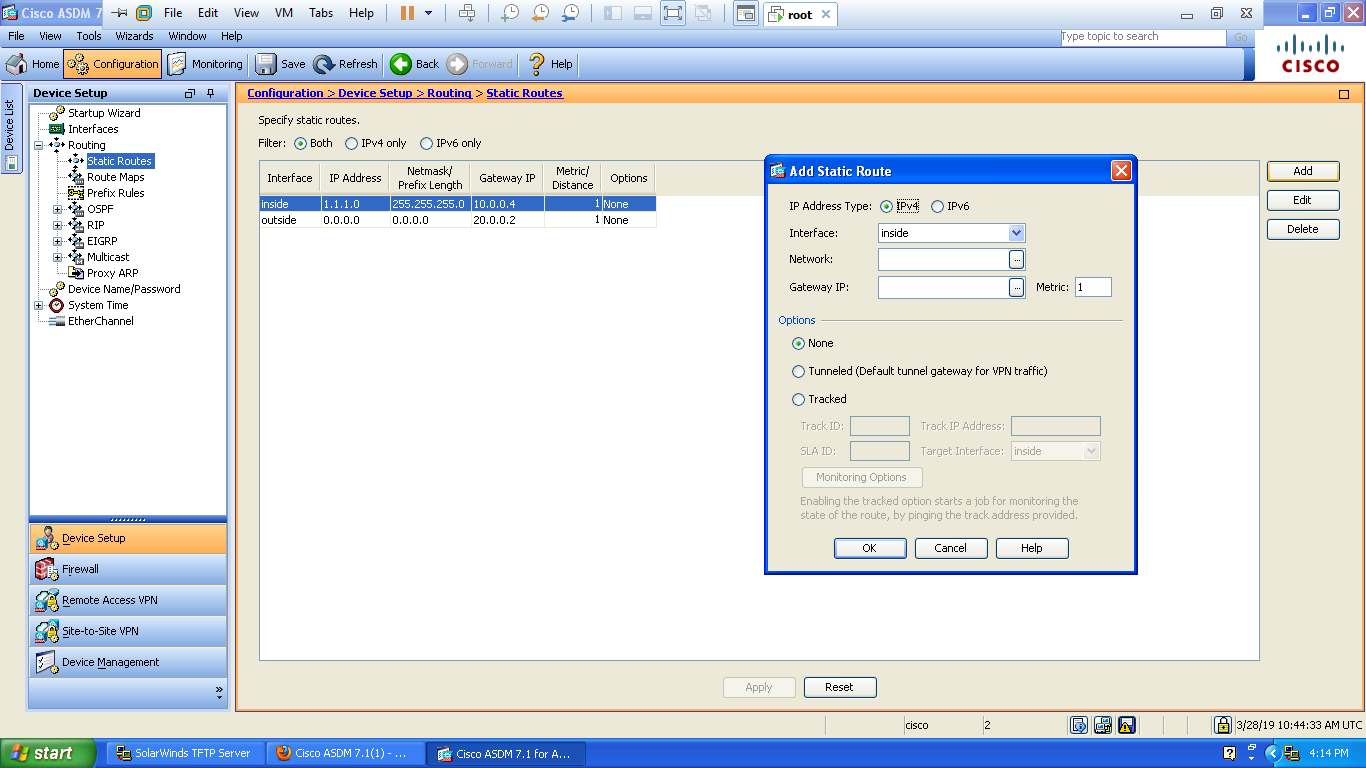 Cisco ASDM 7
File Edit View VM Tabs Help
root
File View Tools Wizards Window Help
Type topic to search
Go
Home Configuration Monitoring Save Refresh Back Forward Help
CISCO
Device List
Device Setup
Startup Wizard
Interfaces
Routing
Static Routes
Route Maps
Prefix Rules
OSPF
RIP
EIGRP
Multicast
Proxy ARP
Device Name/Password
System Time
EtherChannel
Device Setup
Firewall
Remote Access VPN
Site-to-Site VPN
Device Management
»
Configuration > Device Setup > Routing > Static Routes
Specify static routes.
Filter: Both IPv4 only IPv6 only
Interface IP Address Netmask/ Prefix Length Gateway IP Metric/ Distance Options
inside 1.1.1.0 255.255.255.0 10.0.0.4 1 None
outside 0.0.0.0 0.0.0.0 20.0.0.2 1 None
Add
Edit
Delete
Add Static Route
IP Address Type: IPv4 IPv6
Interface: inside
Network: ...
Gateway IP: ... Metric: 1
Options
None
Tunneled (Default tunnel gateway for VPN traffic)
Tracked
Track ID: Track IP Address:
SLA ID: Target Interface: inside
Monitoring Options
Enabling the tracked option starts a job for monitoring the
state of the route, by pinging the track address provided.
OK Cancel Help
Apply Reset
cisco 2 3/28/19 10:44:33 AM UTC
start SolarWinds TFTP Server Cisco ASDM 7.1(1) - ... Cisco ASDM 7.1 for A... 4:14 PM